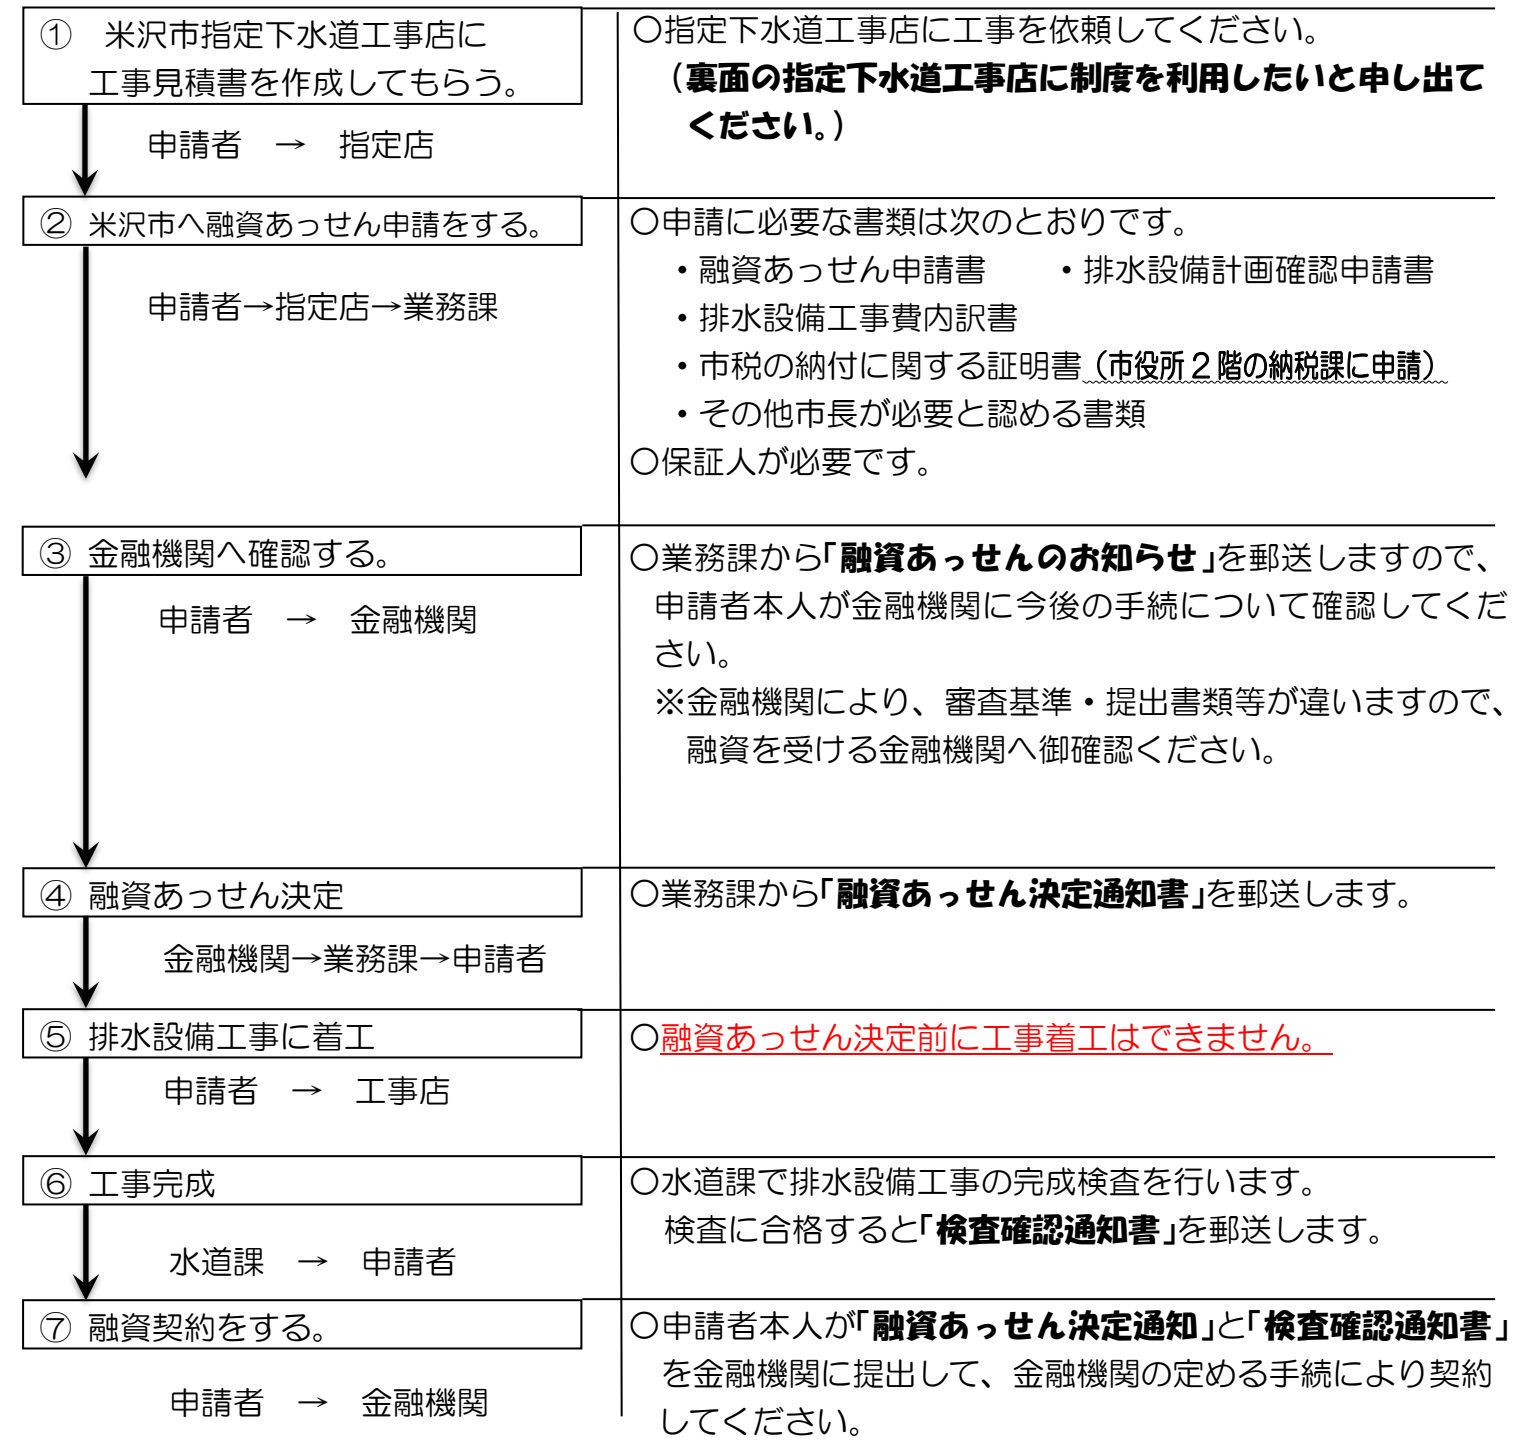 ① 米沢市指定下水道工事店に
工事見積書を作成してもらう。
申請者 → 指定店
〇指定下水道工事店に工事を依頼してください。
(裏面の指定下水道工事店に制度を利用したいと申し出て
ください。)
② 米沢市へ融資あっせん申請をする。
申請者→指定店→業務課
〇申請に必要な書類は次のとおりです。
・融資あっせん申請書 ・排水設備計画確認申請書
・排水設備工事費内訳書
・市税の納付に関する証明書(市役所2階の納税課に申請)
・その他市長が必要と認める書類
〇保証人が必要です。
③ 金融機関へ確認する。
申請者 → 金融機関
〇業務課から「融資あっせんのお知らせ」を郵送しますので、
申請者本人が金融機関に今後の手続について確認してくだ
さい。
※金融機関により、審査基準・提出書類等が違いますので、
融資を受ける金融機関へ御確認ください。
④ 融資あっせん決定
金融機関→業務課→申請者
〇業務課から「融資あっせん決定通知書」を郵送します。
⑤ 排水設備工事に着工
申請者 → 工事店
〇融資あっせん決定前に工事着工はできません。
⑥ 工事完成
水道課 → 申請者
〇水道課で排水設備工事の完成検査を行います。
検査に合格すると「検査確認通知書」を郵送します。
⑦ 融資契約をする。
申請者 → 金融機関
〇申請者本人が「融資あっせん決定通知」と「検査確認通知書」
を金融機関に提出して、金融機関の定める手続により契約
してください。